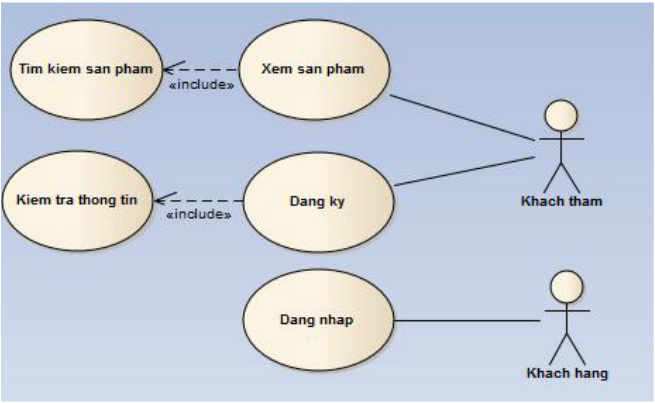 Tim kiem san pham
«include»
Xem san pham
Kiem tra thong tin
«include»
Dang ky
Khach tham
Dang nhap
Khach hang